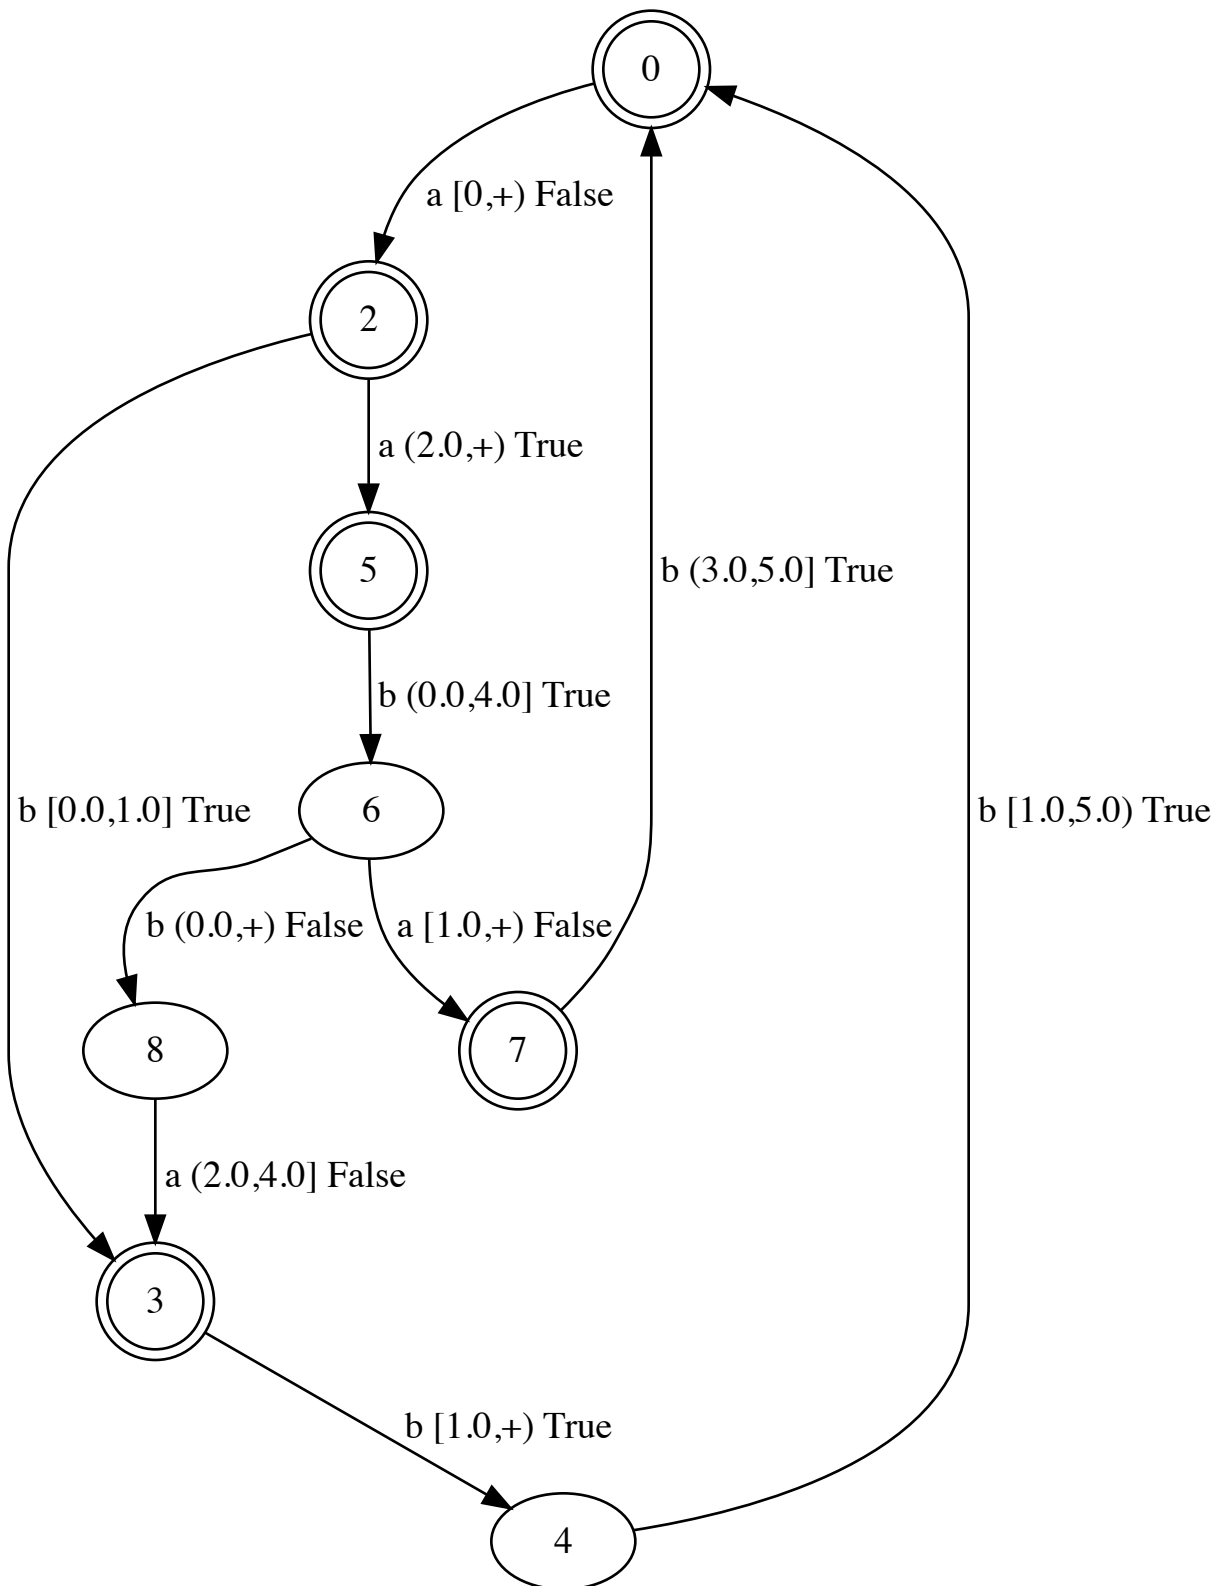 0
a [0,+) False
2
a (2.0,+) True
5
b (3.0,5.0] True
b (0.0,4.0] True
b [0.0,1.0] True
6
b [1.0,5.0) True
b (0.0,+) False
a [1.0,+) False
8
7
a (2.0,4.0] False
3
b [1.0,+) True
4